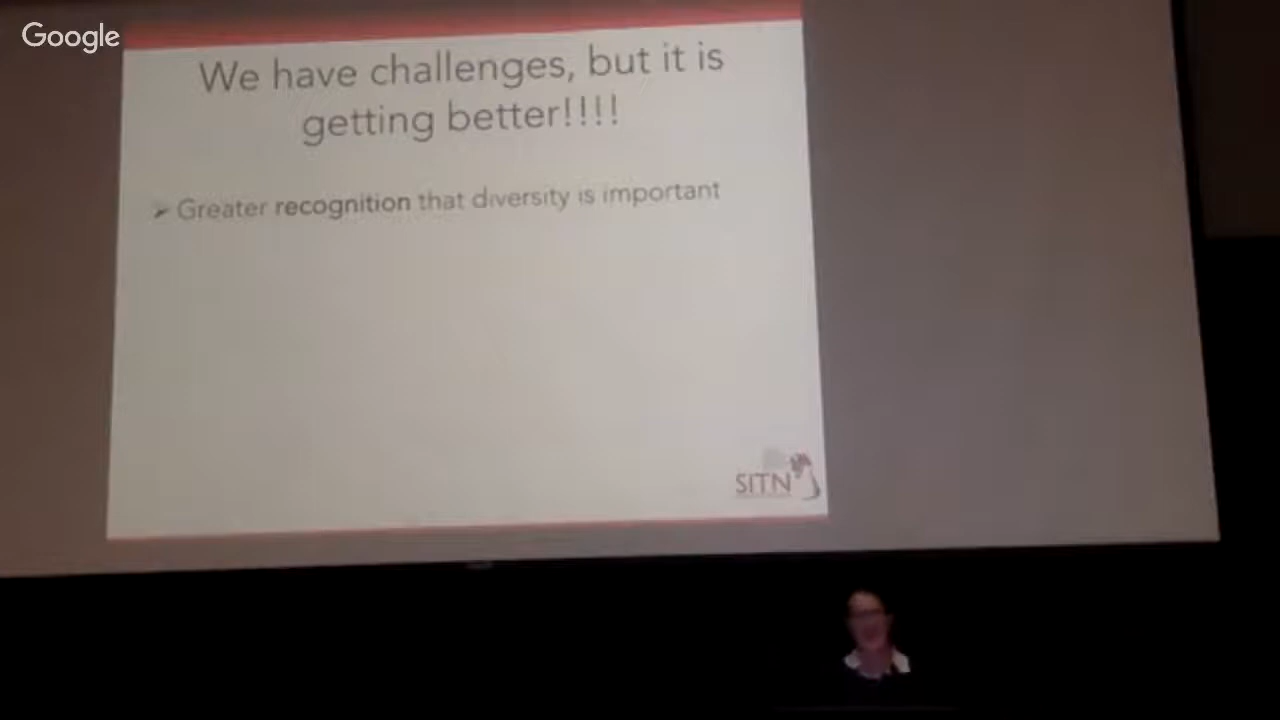 Google
We have challenges, but it is
getting better!!!!
➤ Greater recognition that diversity is important
SITN